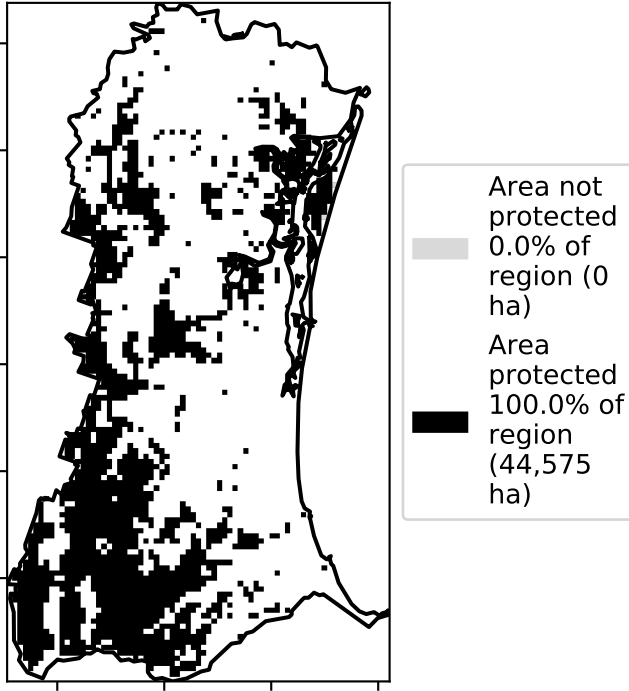 Area not
protected
0.0% of
region (0
ha)
Area
protected
100.0% of
region
(44,575
ha)